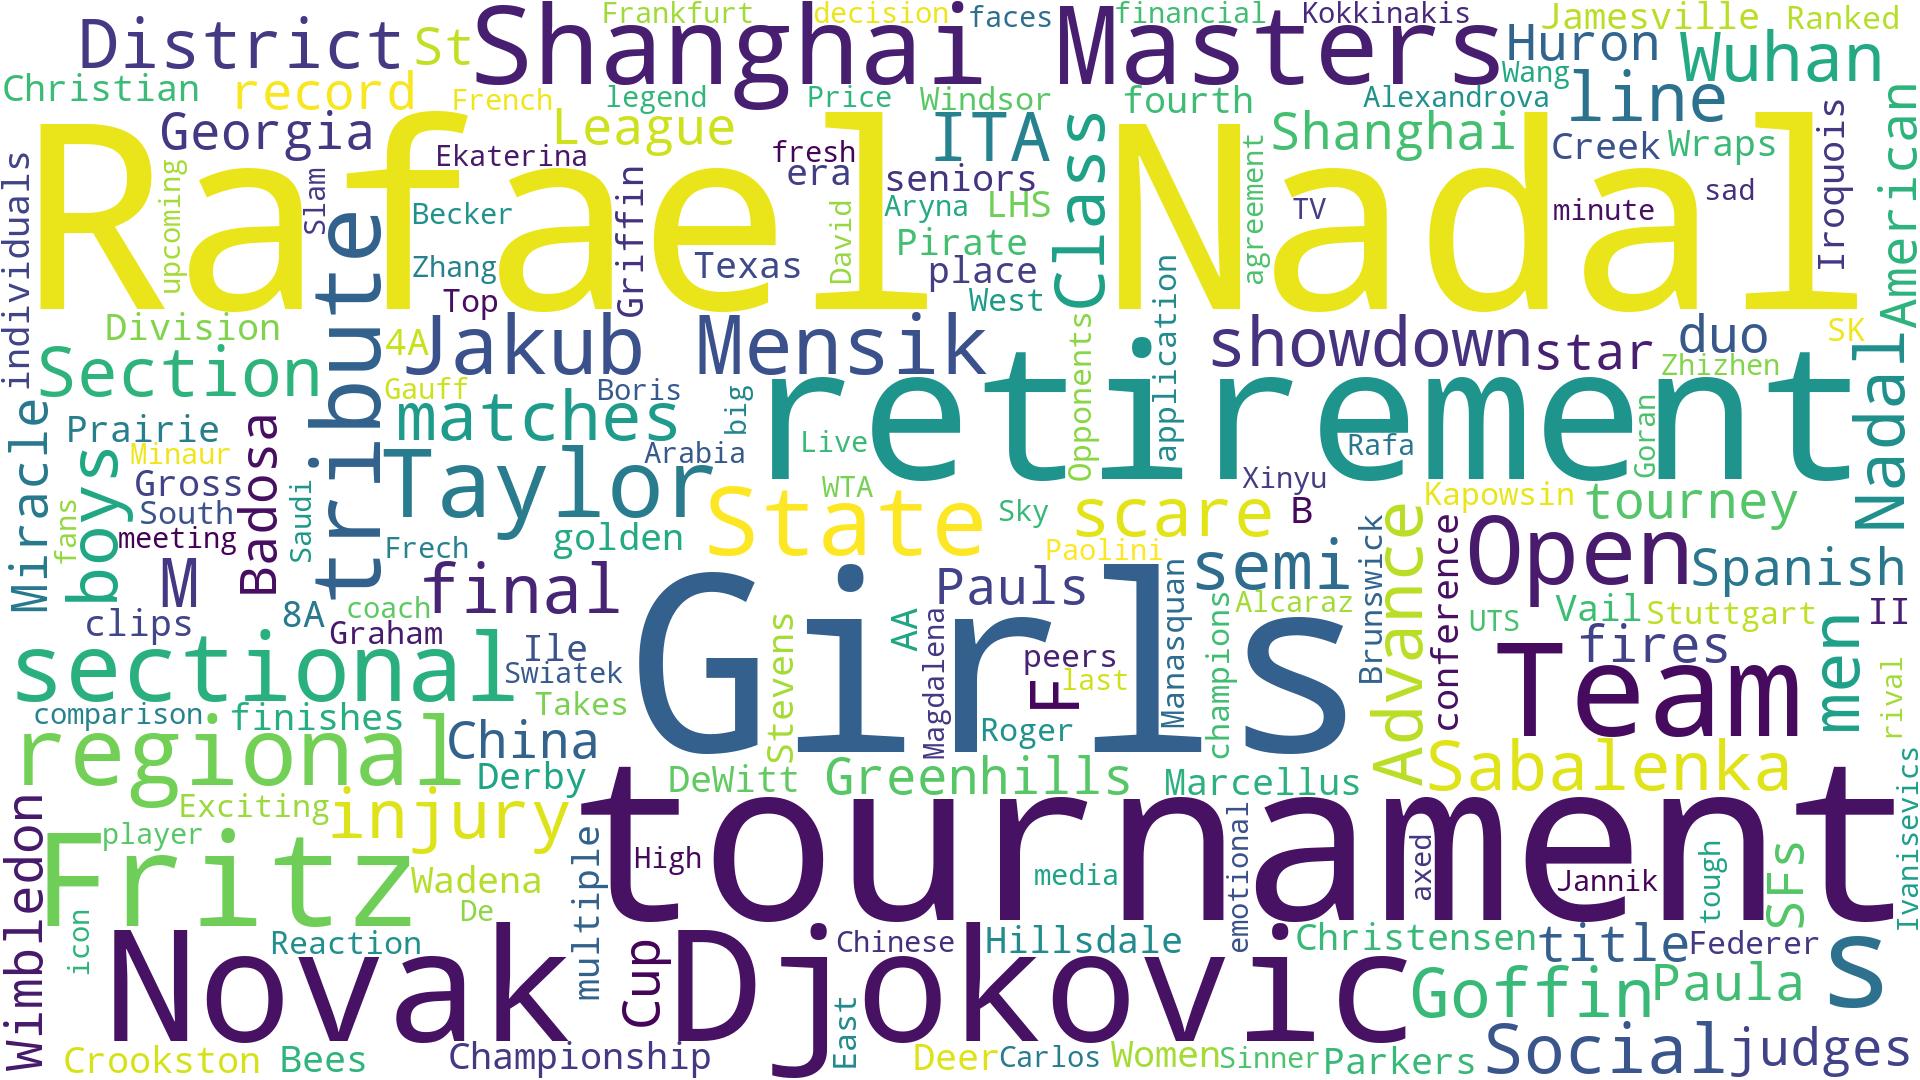 Frankfurt decision faces financial Kokkinakis Jamesville Ranked
District St Shanghai Masters Huron Wuhan
Christian record French legend Price Windsor fourth Wang Alexandrova line
Georgia League ITA Class Shanghai Creek Wraps Iroquois American
Rafael Nadal
individuals upcoming Slam Ekaterina fresh era seniors agreement sad
Becker Griffin David Aryna LHS TV minute
Pirate
Zhang Texas place
Top West application
tribute
Division 4A Jakub Mensik Opponents showdown star duo SK
Section Gauff Boris big retirement Zhizhen Nadal
Miracle Prairie boys Badosa matches Arabia Live Rafa Goran
Minaur Gross Taylor WTA Xinyu
South Saudi State Sky scare B Kapowsin tourney
fans meeting Frech golden Paolini Brunswick Advance conference Open
M final Pauls semi Spanish
clips 8A coach Girls Manasquan champions Alcaraz UTS Vail Stuttgart II
Graham Ile Stevens AA Magdalena peers men fires
sectional Swiatek F last Team rival
comparison finishes Takes Roger
regional China
Derby DeWitt Greenhills Marcellus Sabalenka Ivanisevics
Wimbledon Exciting injury tournament
Fritz player multiple High emotional axed tough SFs
Wadena media Jannik
De
icon Reaction Chinese Hillsdale Christensen title Federer
Novak Cup Djokovic Goffin Paula s
East
Crookston Bees Championship Deer Carlos Women Sinner Parkers Social judges